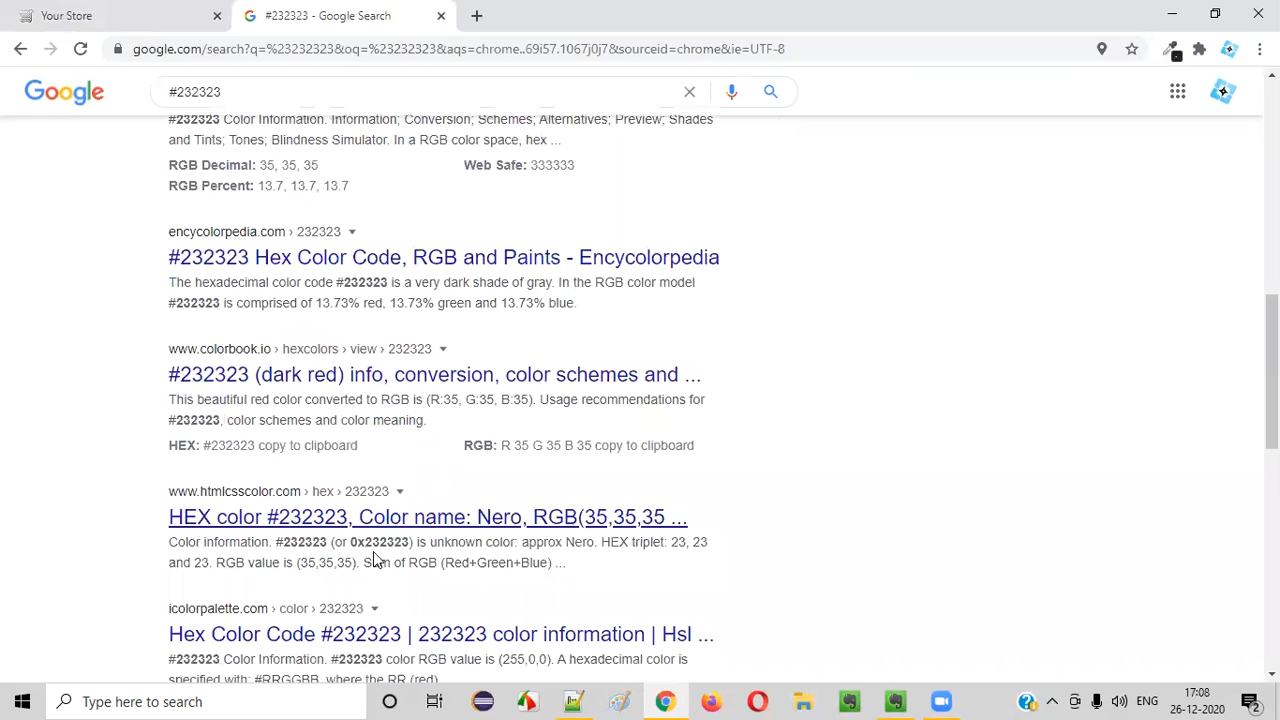 Your Store
#232323 - Google Search
google.com/search?q=%23232323&oq=%23232323&aqs=chrome..69i57.1067j0j7&sourceid=chrome&ie=UTF-8
Google
#232323
#232323 Color Information. Information; Conversion; Schemes; Alternatives; Preview; Shades
and Tints; Tones; Blindness Simulator. In a RGB color space, hex ...
RGB Decimal: 35, 35, 35 Web Safe: 333333
RGB Percent: 13.7, 13.7, 13.7
encycolorpedia.com › 232323
#232323 Hex Color Code, RGB and Paints - Encycolorpedia
The hexadecimal color code #232323 is a very dark shade of gray. In the RGB color model
#232323 is comprised of 13.73% red, 13.73% green and 13.73% blue.
www.colorbook.io › hexcolors › view › 232323
#232323 (dark red) info, conversion, color schemes and ...
This beautiful red color converted to RGB is (R:35, G:35, B:35). Usage recommendations for
#232323, color schemes and color meaning.
HEX: #232323 copy to clipboard RGB: R 35 G 35 B 35 copy to clipboard
www.htmlcsscolor.com › hex › 232323
HEX color #232323, Color name: Nero, RGB(35,35,35 ...
Color information. #232323 (or 0x232323) is unknown color: approx Nero. HEX triplet: 23, 23
and 23. RGB value is (35,35,35). Sum of RGB (Red+Green+Blue) ...
icolorpalette.com › color › 232323
Hex Color Code #232323 | 232323 color information | Hsl ...
#232323 Color Information. #232323 color RGB value is (255,0,0). A hexadecimal color is
specified with: #RRGGBB, where the RR (red),
Type here to search
ENG
17:08
26-12-2020
2